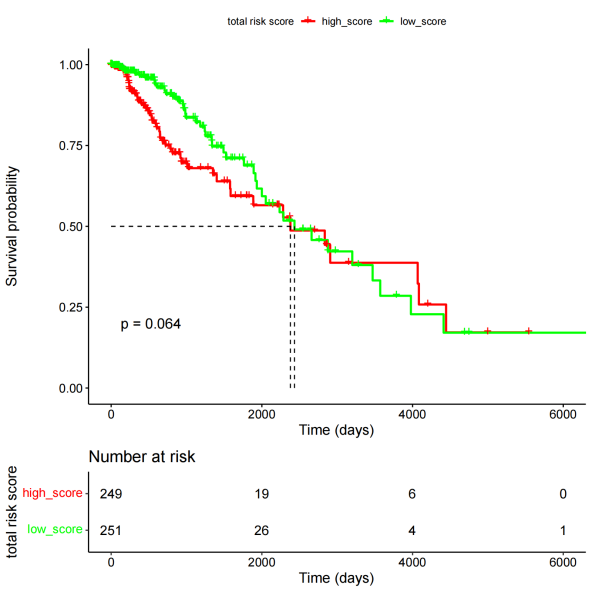 total risk score high_score low_score
1.00
0.75
0.50
0.25
0.00
Survival probability
p = 0.064
0 2000 4000 6000
Time (days)
Number at risk
total risk score
high_score 249 19 6 0
low_score 251 26 4 1
0 2000 4000 6000
Time (days)